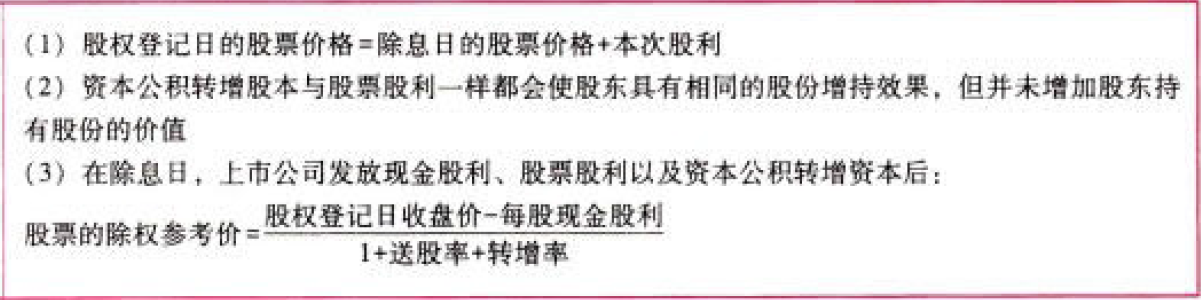 (1) 股权登记日的股票价格=除息日的股票价格+本次股利
(2) 资本公积转增股本与股票股利一样都会使股东具有相同的股份增持效果，但并未增加股东持
有股份的价值
(3) 在除息日，上市公司发放现金股利、股票股利以及资本公积转增资本后：
股票的除权参考价=股权登记日收盘价-每股现金股利
1+送股率+转增率